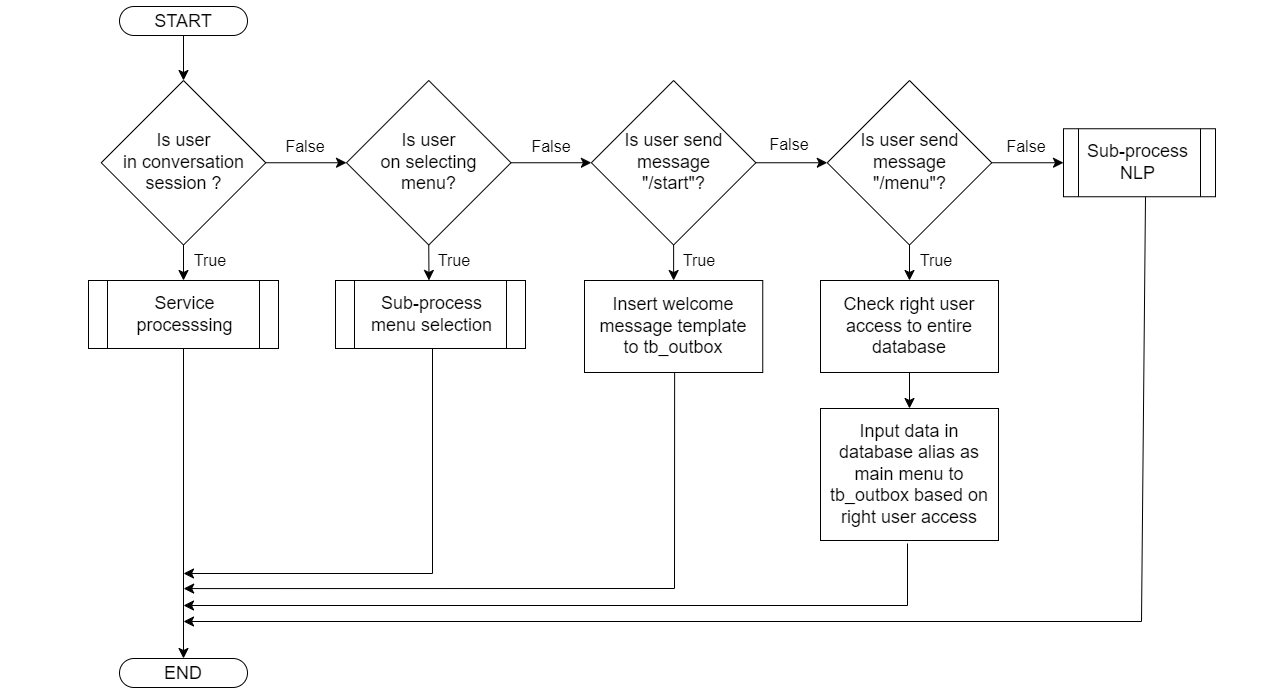 START
Is user
in conversation
session ?
False
Is user
on selecting
menu?
False
Is user send
message
"/start"?
False
Is user send
message
"/menu"?
False
Sub-process
NLP
True
True
True
True
Service
processsing
Sub-process
menu selection
Insert welcome
message template
to tb_outbox
Check right user
access to entire
database
Input data in
database alias as
main menu to
tb_outbox based on
right user access
END